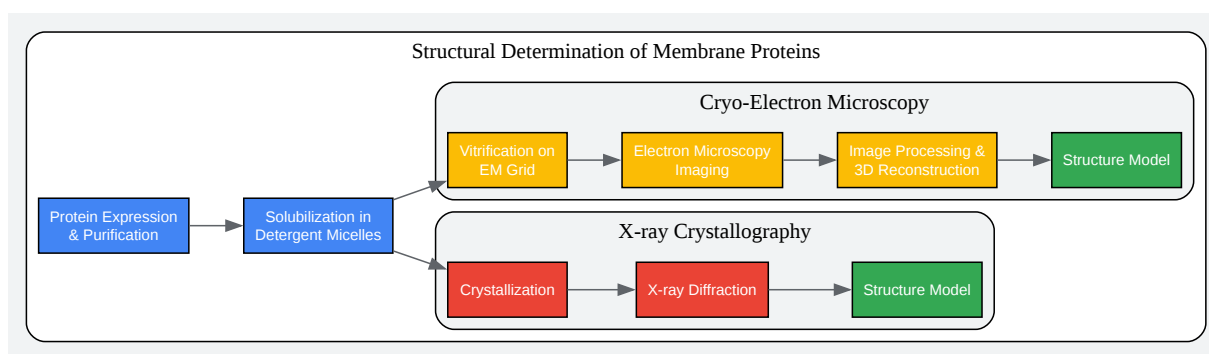 Structural Determination of Membrane Proteins
Cryo-Electron Microscopy
Vitrification on
EM Grid
Electron Microscopy
Imaging
Image Processing &
3D Reconstruction
Structure Model
Protein Expression
& Purification
Solubilization in
Detergent Micelles
X-ray Crystallography
Crystallization
X-ray Diffraction
Structure Model